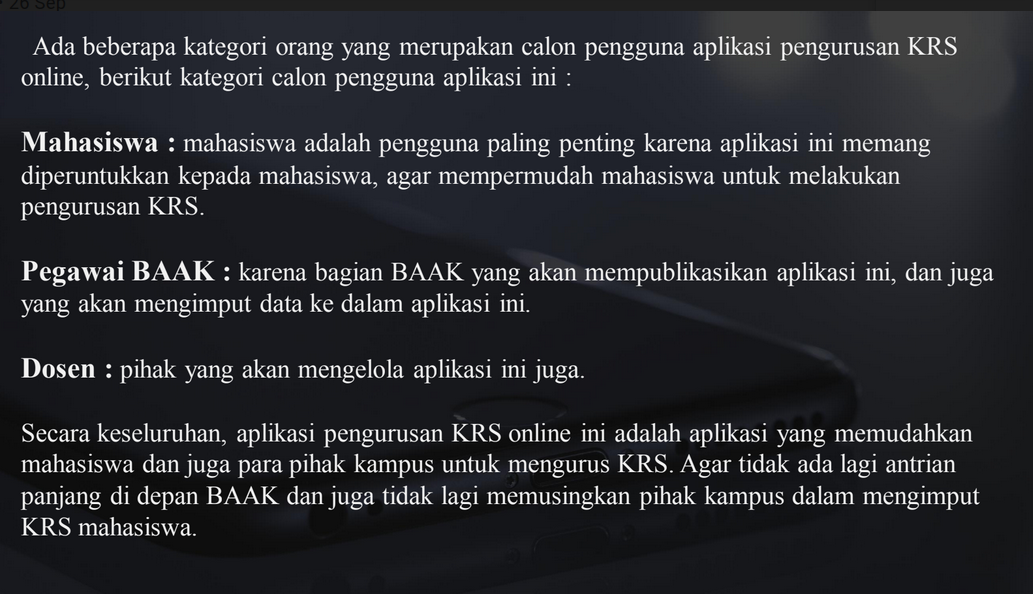 26 Sep
Ada beberapa kategori orang yang merupakan calon pengguna aplikasi pengurusan KRS
online, berikut kategori calon pengguna aplikasi ini :
Mahasiswa : mahasiswa adalah pengguna paling penting karena aplikasi ini memang
diperuntukkan kepada mahasiswa, agar mempermudah mahasiswa untuk melakukan
pengurusan KRS.
Pegawai BAAK : karena bagian BAAK yang akan mempublikasikan aplikasi ini, dan juga
yang akan mengimput data ke dalam aplikasi ini.
Dosen : pihak yang akan mengelola aplikasi ini juga.
Secara keseluruhan, aplikasi pengurusan KRS online ini adalah aplikasi yang memudahkan
mahasiswa dan juga para pihak kampus untuk mengurus KRS. Agar tidak ada lagi antrian
panjang di depan BAAK dan juga tidak lagi memusingkan pihak kampus dalam mengimput
KRS mahasiswa.